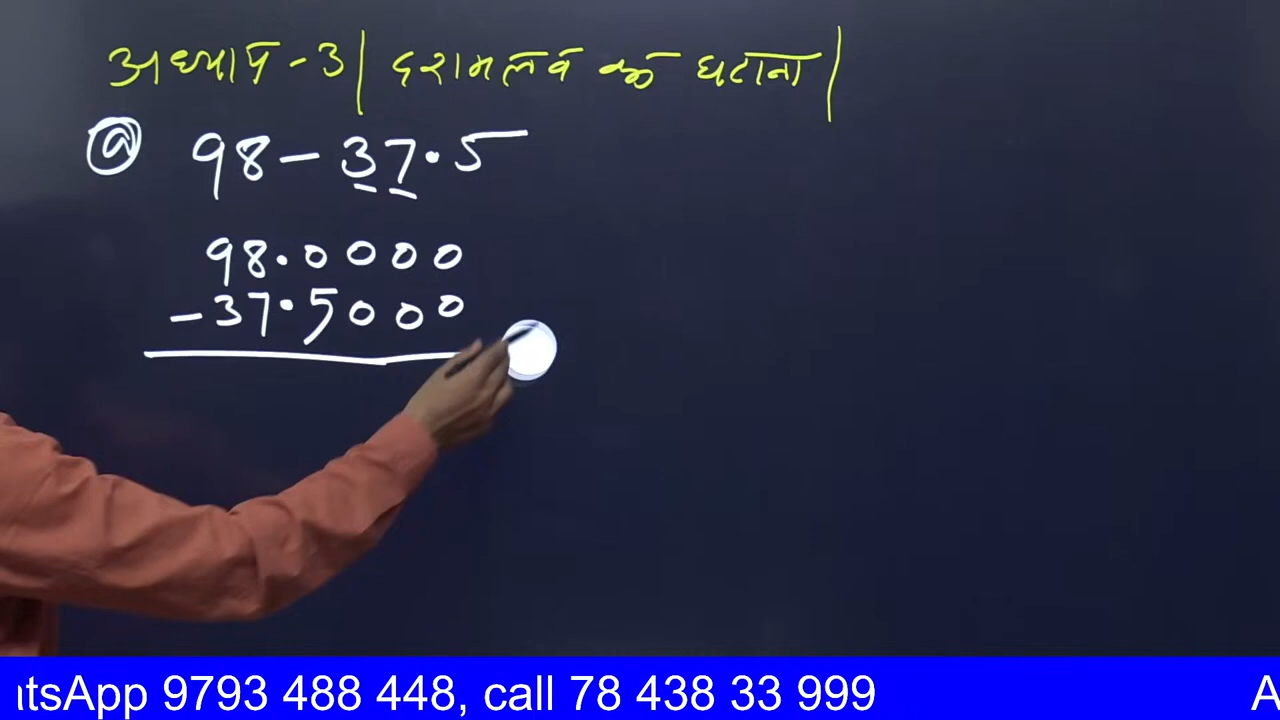 अध्याय - 3 | दशमलव को घटाना |
@ 98 - 37.5
98.0000
- 37.5000
atsApp 9793 488 448, call 78 438 33 999
A